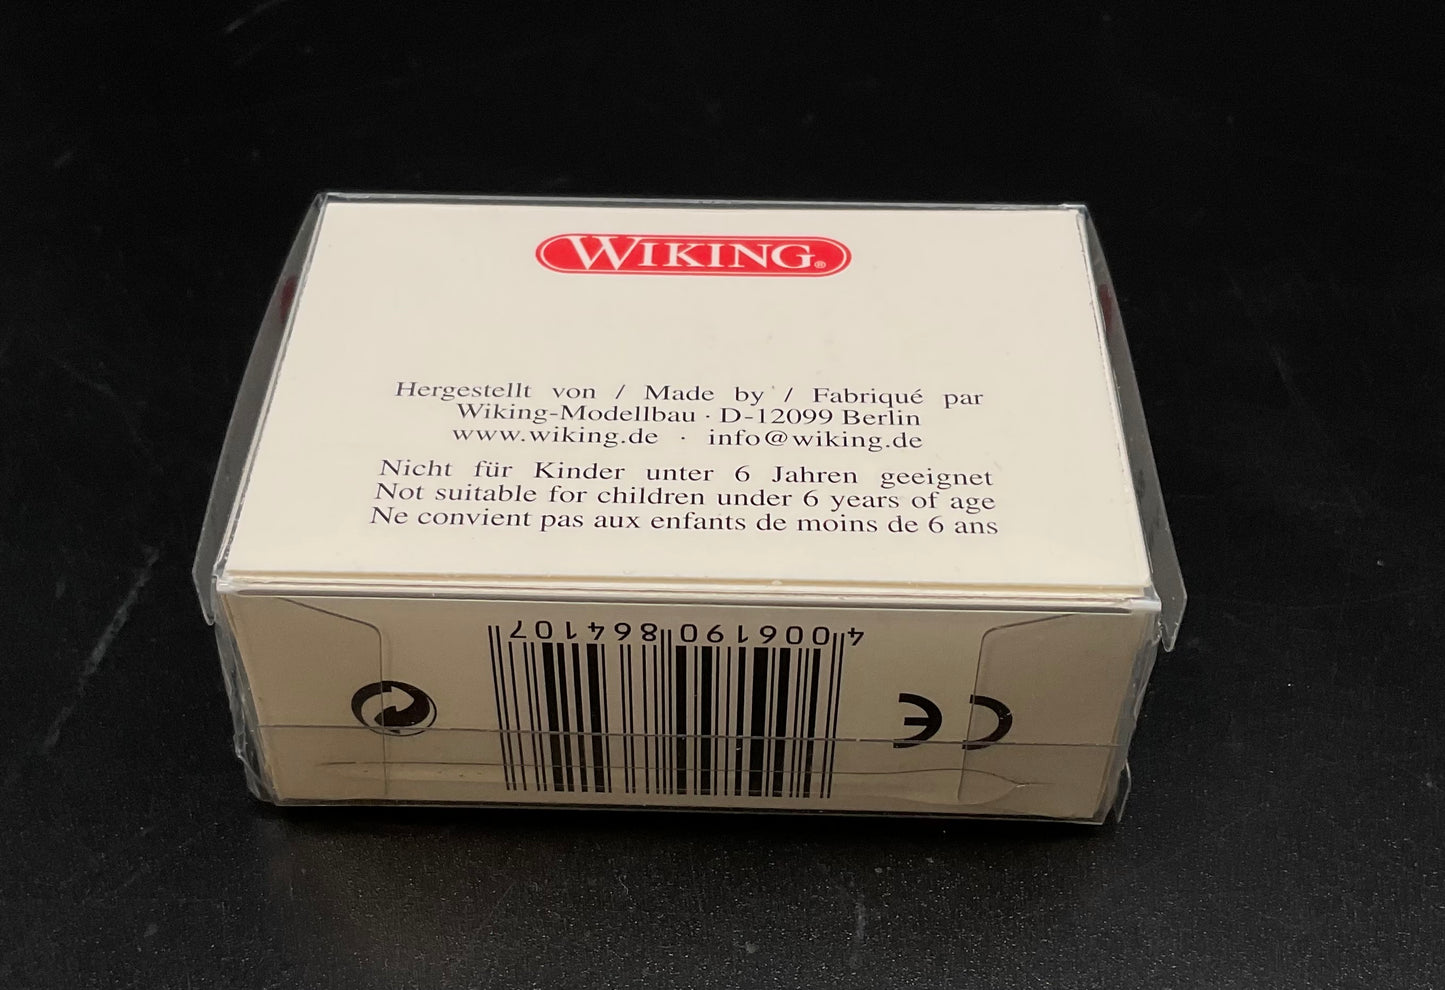 WIKING®
Hergestellt von / Made by / Fabriqué par
Wiking-Modellbau · D-12099 Berlin
www.wiking.de · info@wiking.de
Nicht für Kinder unter 6 Jahren geeignet
Not suitable for children under 6 years of age
Ne convient pas aux enfants de moins de 6 ans
4 006190 864107
CE